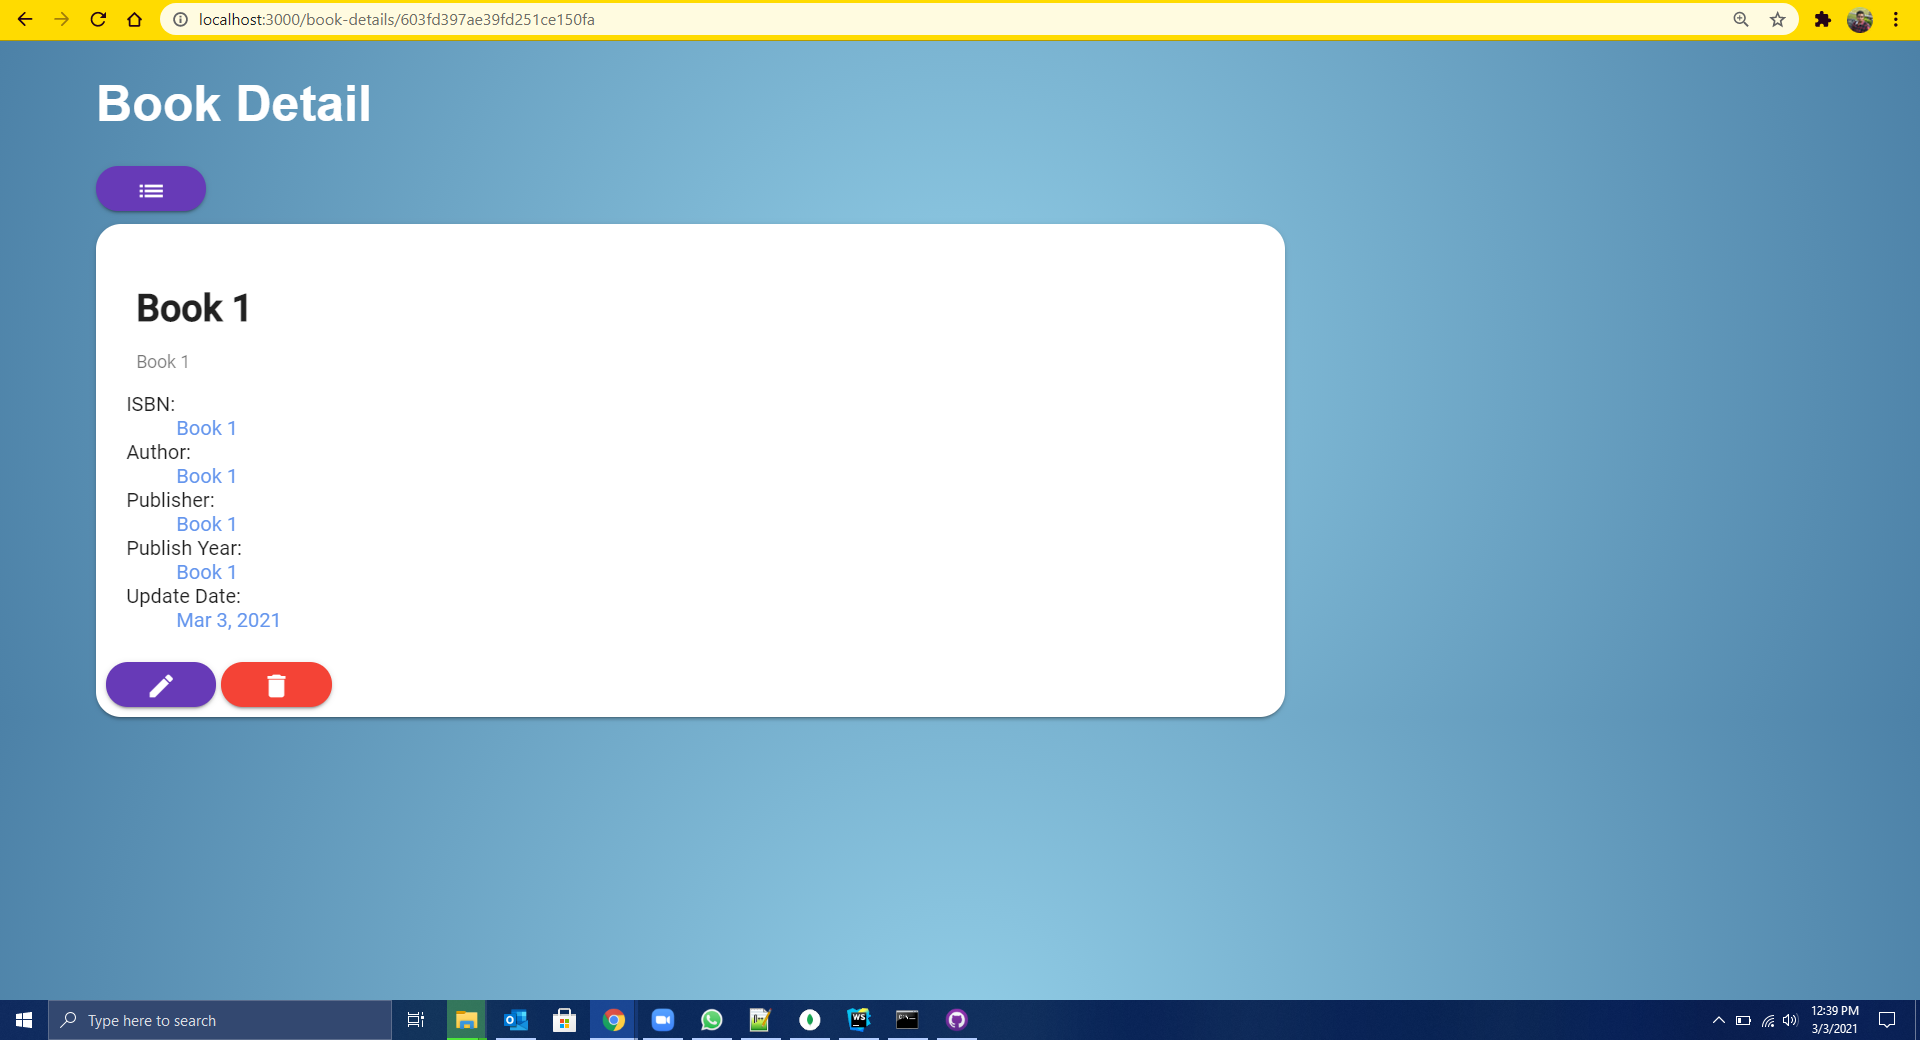 localhost:3000/book-details/603fd397ae39fd251ce150fa
Book Detail
Book 1
Book 1
ISBN:
Book 1
Author:
Book 1
Publisher:
Book 1
Publish Year:
Book 1
Update Date:
Mar 3, 2021
Type here to search
WS
12:39 PM
3/3/2021